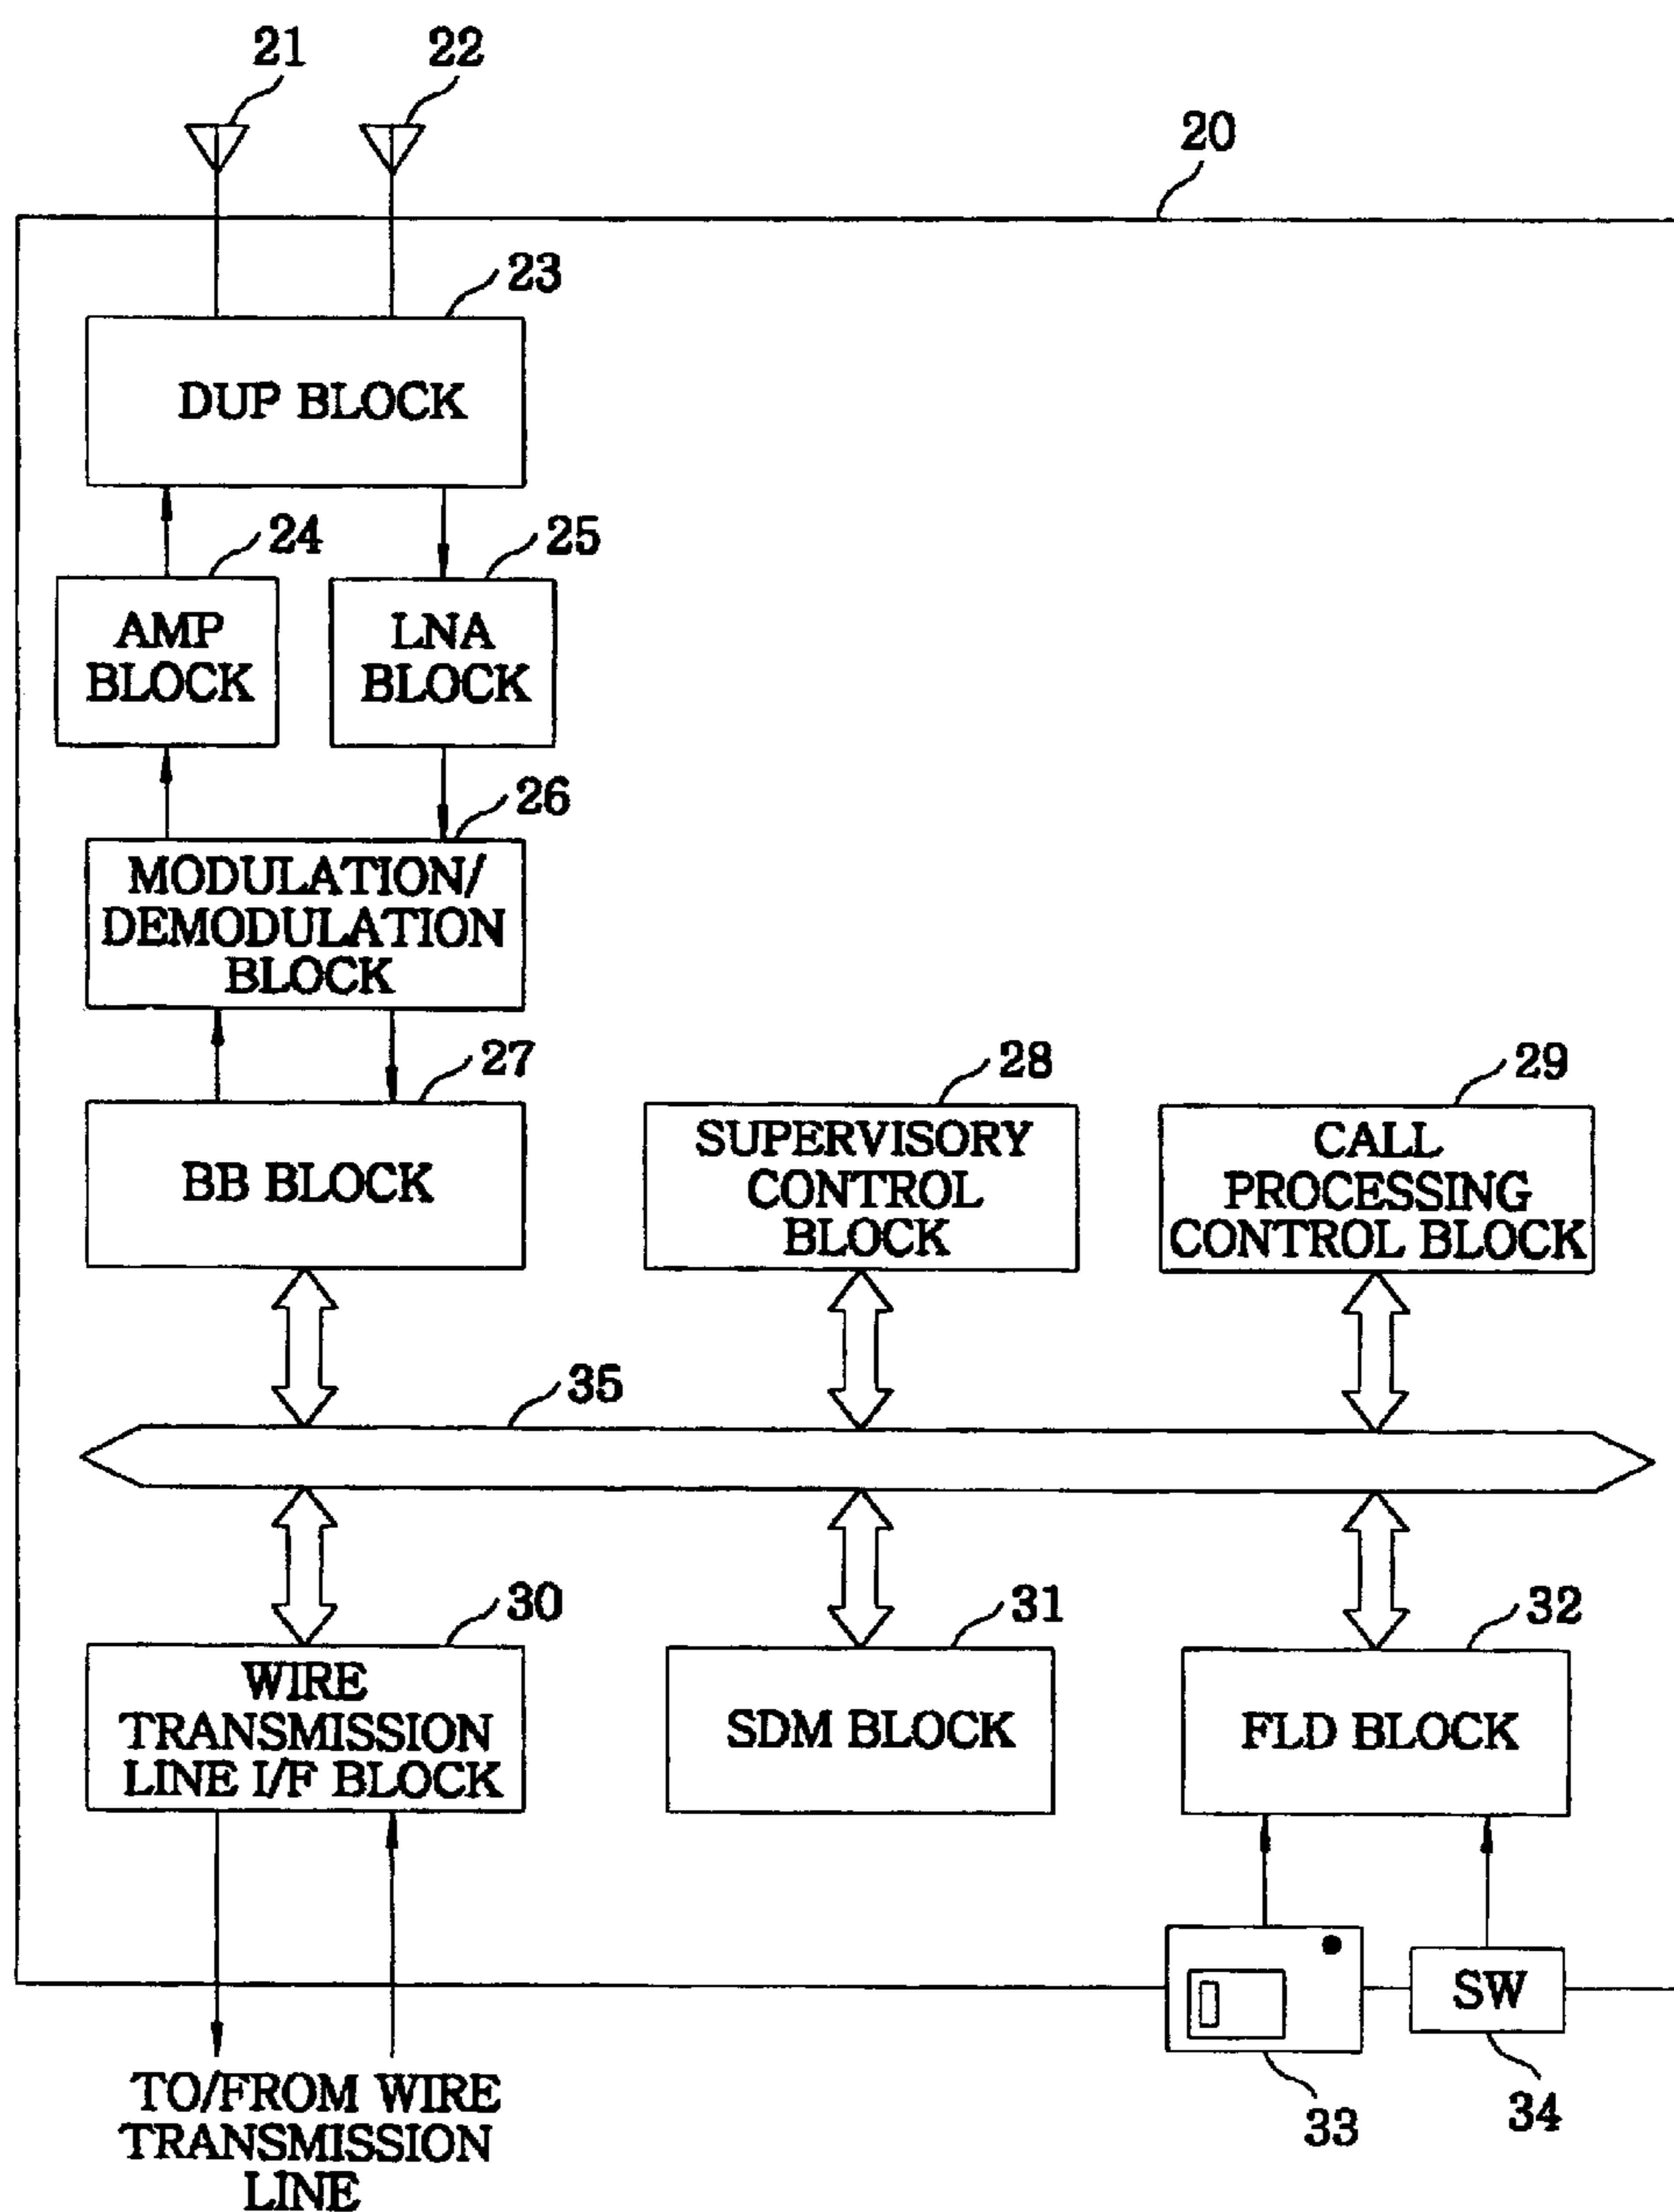 21
22
20
23
DUP BLOCK
24
25
AMP
BLOCK
LNA
BLOCK
26
MODULATION/
DEMODULATION
BLOCK
27
28
29
BB BLOCK
SUPERVISORY
CONTROL
BLOCK
CALL
PROCESSING
CONTROL BLOCK
35
30
31
32
WIRE
TRANSMISSION
LINE I/F BLOCK
SDM BLOCK
FLD BLOCK
SW
33
34
TO/FROM WIRE
TRANSMISSION
LINE